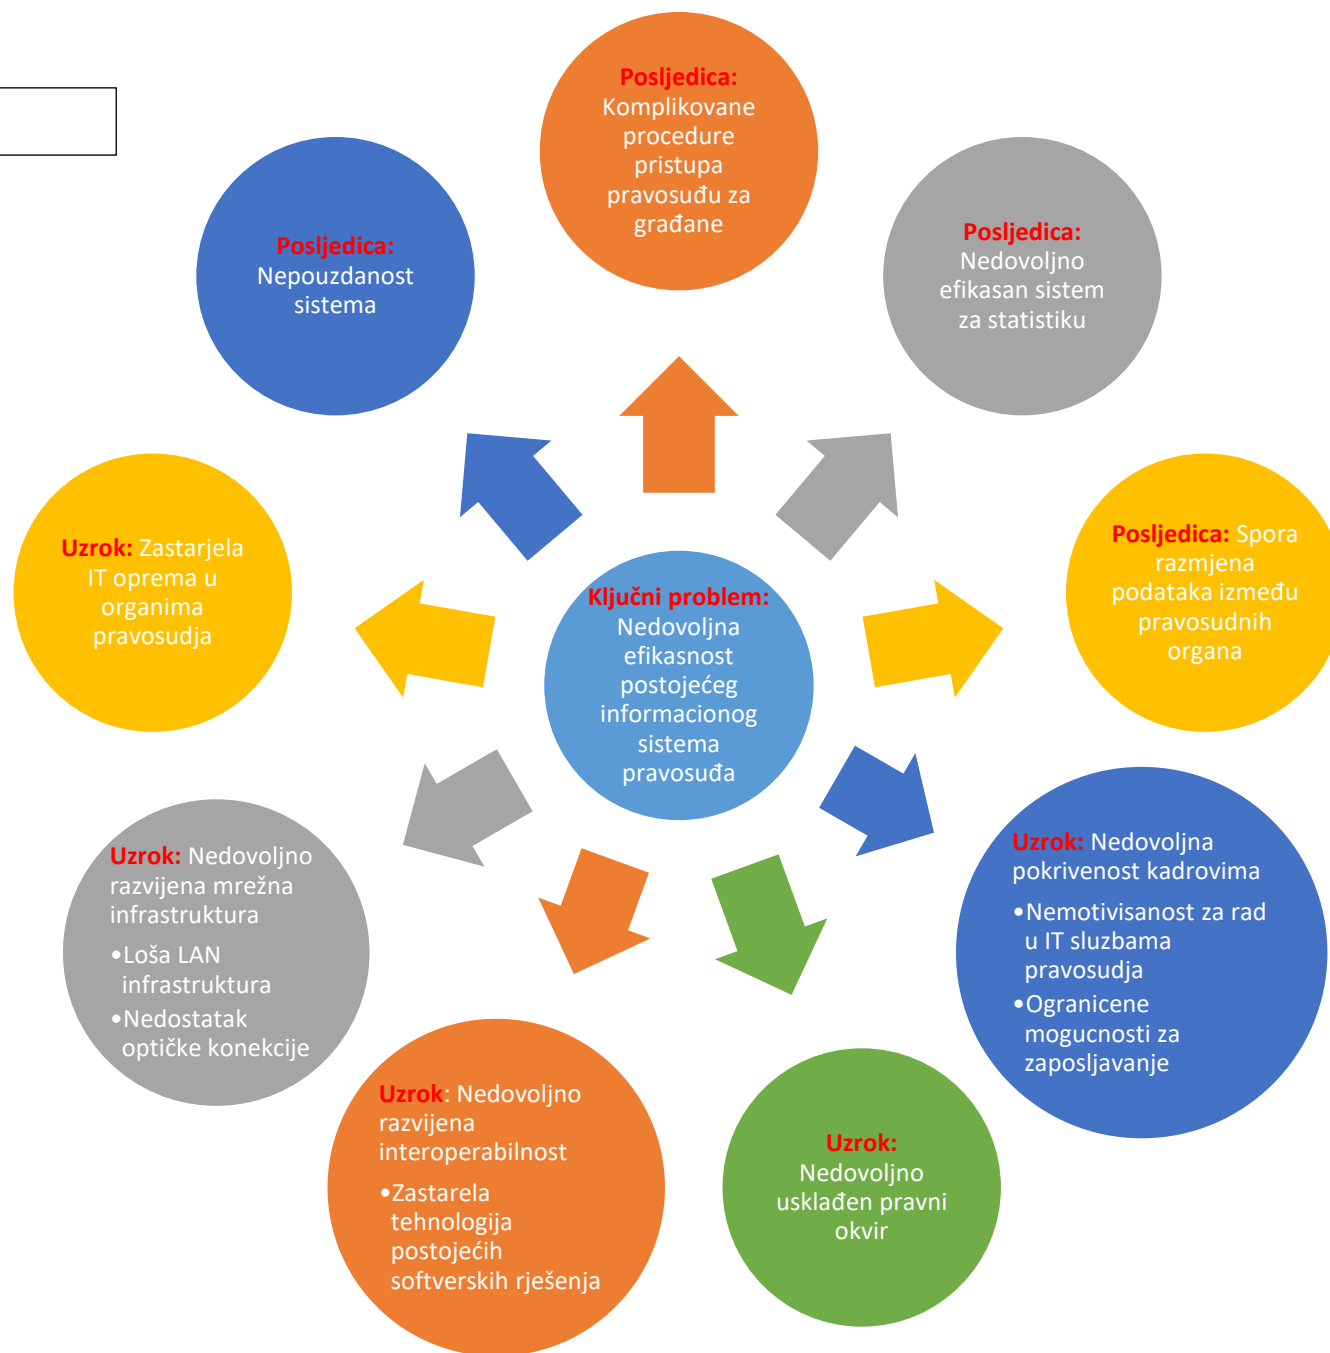 Posljedica:
Komplikovane
procedure
pristupa
pravosuđu za
građane
Posljedica:
Nedovoljno
efikasan sistem
za statistiku
Posljedica: Spora
razmjena
podataka između
pravosudnih
organa
Uzrok: Nedovoljna
pokrivenost kadrovima
•Nemotivisanost za rad
u IT sluzbama
pravosudja
•Ogranicene
mogucnosti za
zaposljavanje
Uzrok:
Nedovoljno
usklađen pravni
okvir
Uzrok: Nedovoljno
razvijena
interoperabilnost
•Zastarela
tehnologija
postojećih
softverskih rješenja
Uzrok: Nedovoljno
razvijena mrežna
infrastruktura
•Loša LAN
infrastruktura
•Nedostatak
optičke konekcije
Uzrok: Zastarjela
IT oprema u
organima
pravosudja
Posljedica:
Nepouzdanost
sistema
Ključni problem:
Nedovoljna
efikasnost
postojećeg
informacionog
sistema
pravosuđa